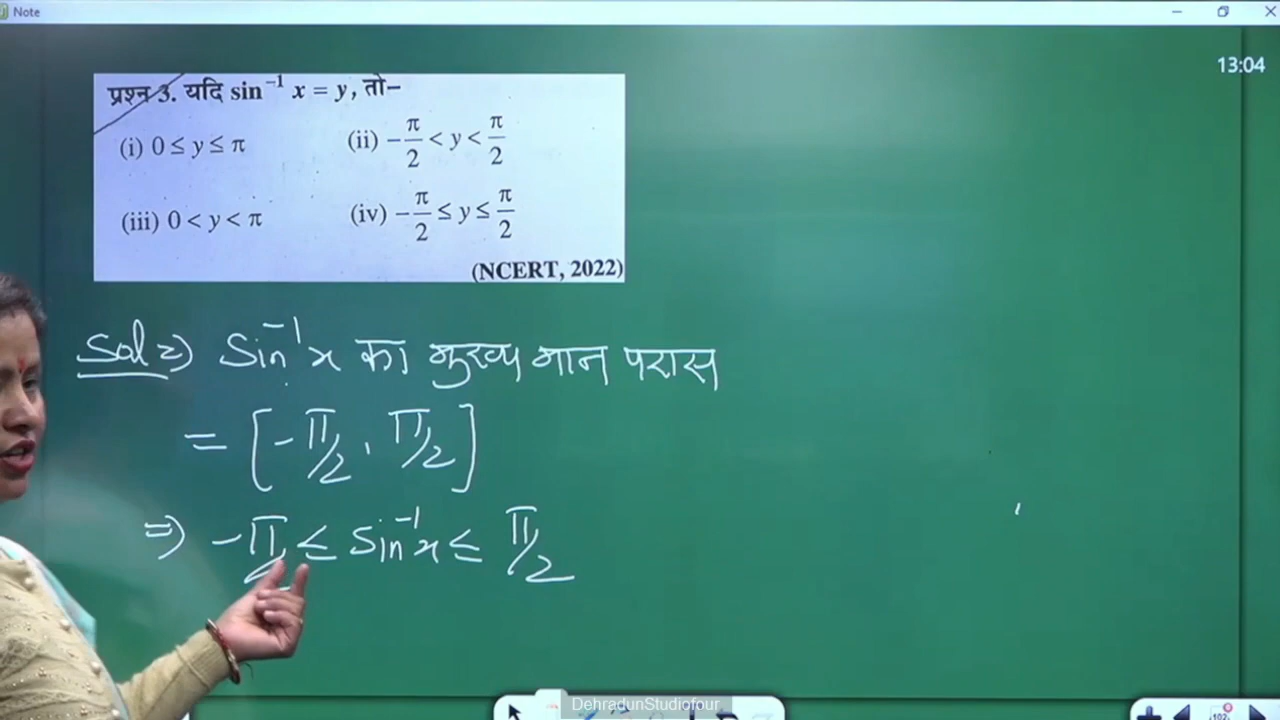 Note
13:04
प्रश्न 3. यदि sin⁻¹ x = y, तो–
(i) 0 ≤ y ≤ π (ii) −π/2 < y < π/2
(iii) 0 < y < π (iv) −π/2 ≤ y ≤ π/2
(NCERT, 2022)
Sol ⇒) Sin⁻¹x का मुख्य मान परास
= [−π/2, π/2]
⇒) −π/2 ≤ Sin⁻¹x ≤ π/2
DehradunStudiofour
102